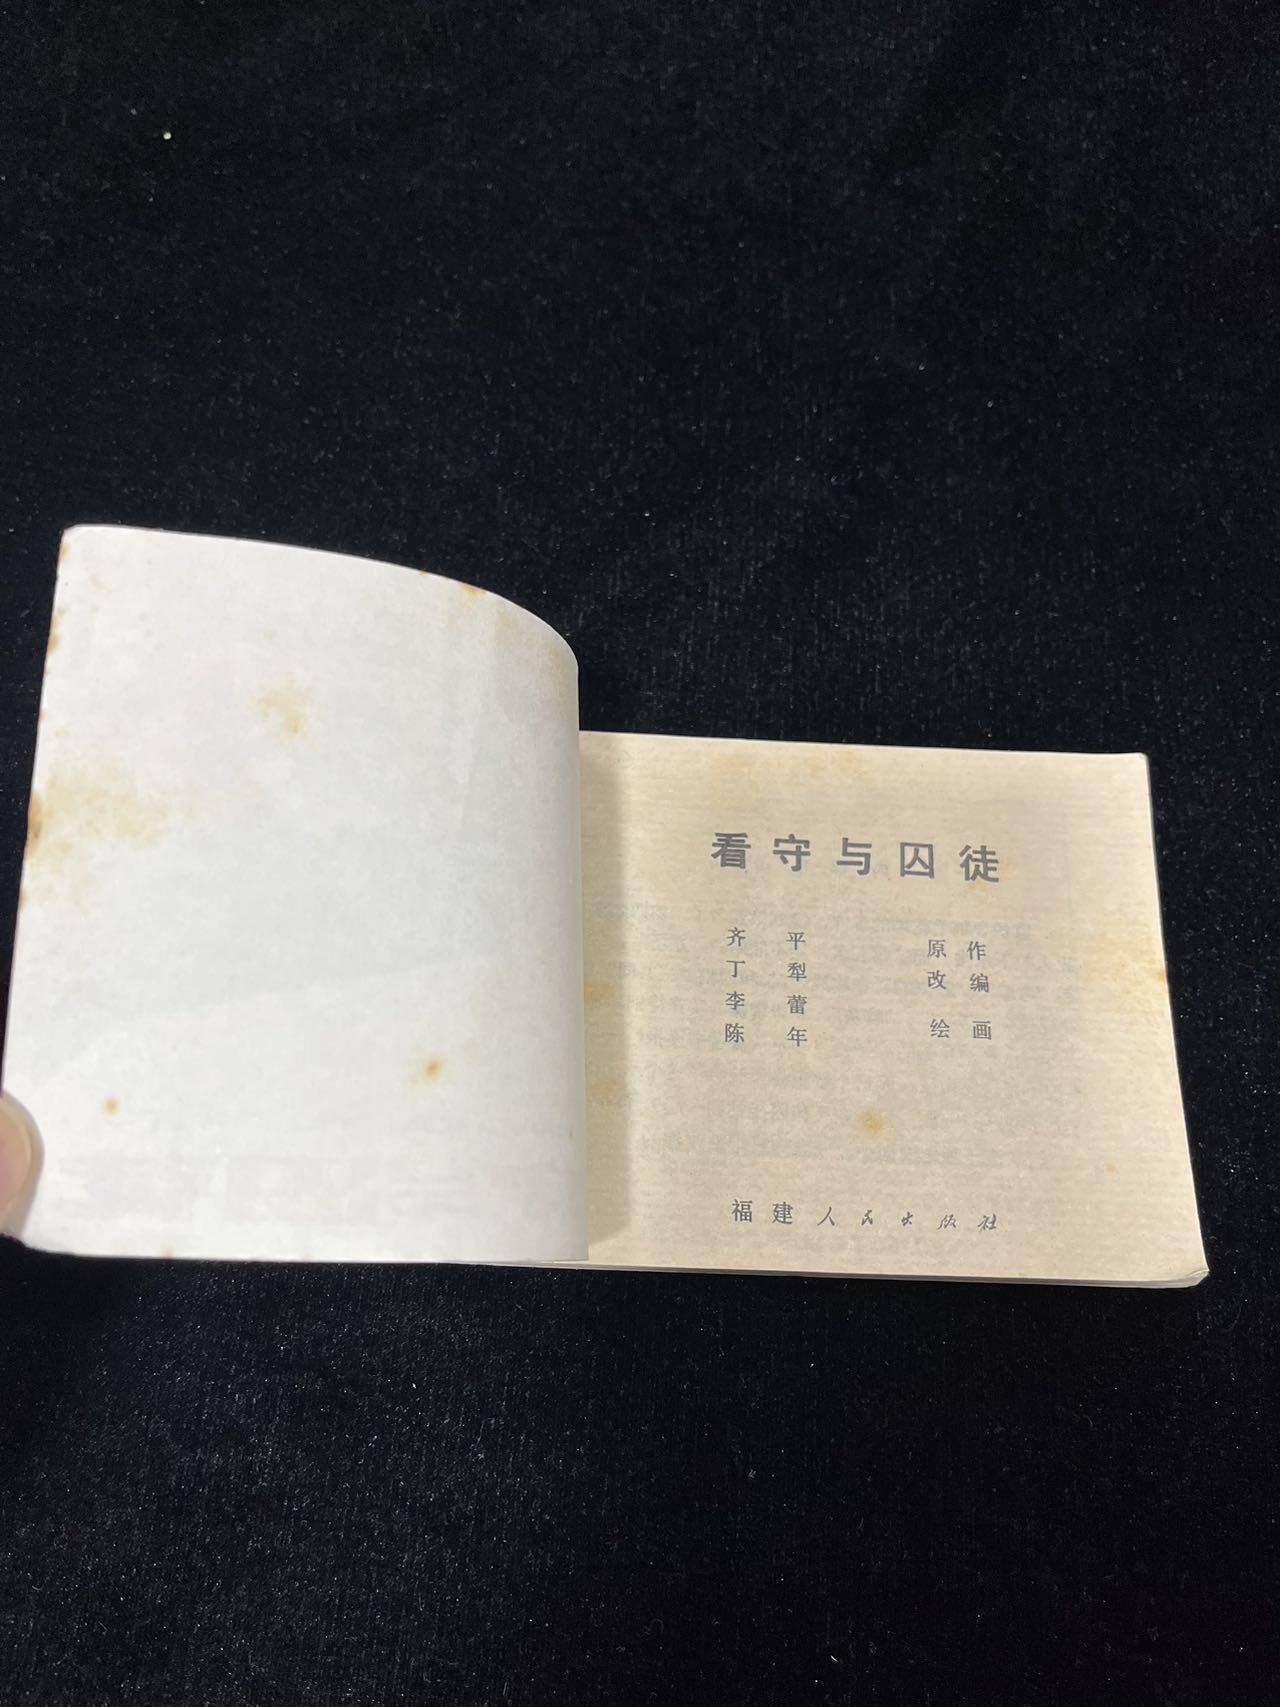 看守与囚徒
齐平 原作
丁犁 改编
李蕾
陈年 绘画
福建人民出版社